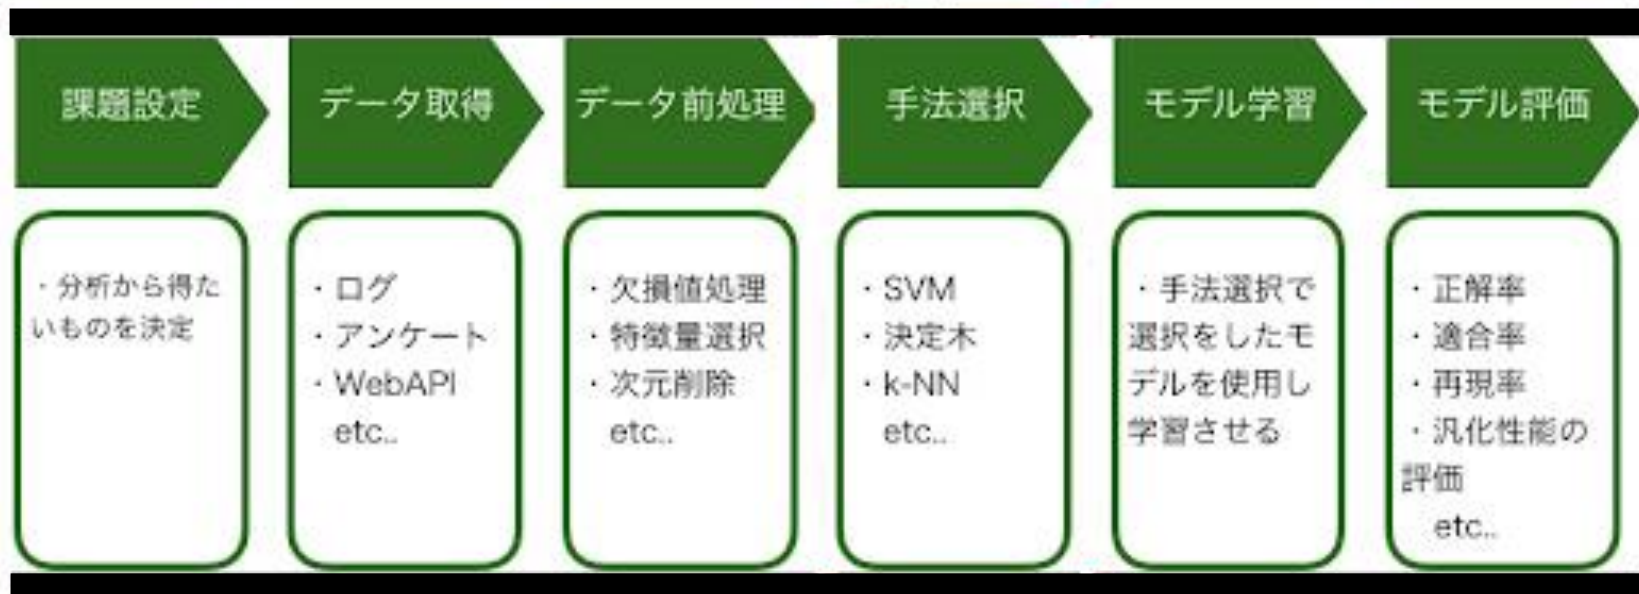 課題設定
データ取得
データ前処理
手法選択
モデル学習
モデル評価
・分析から得た
いものを決定
・ログ
・アンケート
・WebAPI
etc..
・欠損値処理
・特徴量選択
・次元削除
etc..
・SVM
・決定木
・k-NN
etc..
・手法選択で
選択をしたモ
デルを使用し
学習させる
・正解率
・適合率
・再現率
・汎化性能の
評価
etc..